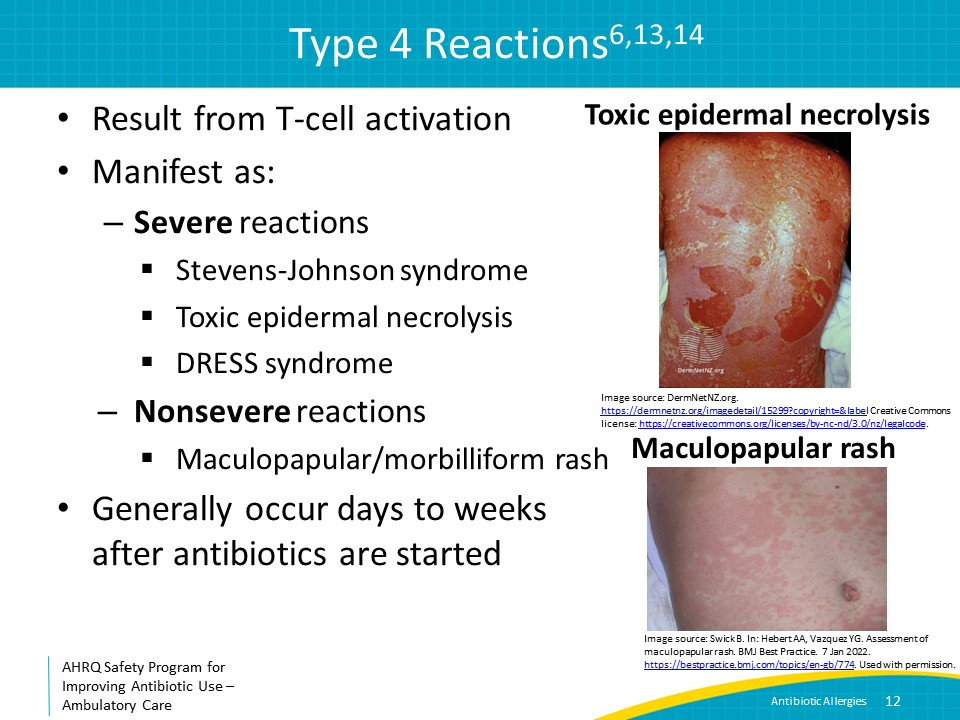 Type 4 Reactions6,13,14
• Result from T-cell activation
• Manifest as:
– Severe reactions
▪ Stevens-Johnson syndrome
▪ Toxic epidermal necrolysis
▪ DRESS syndrome
– Nonsevere reactions
▪ Maculopapular/morbilliform rash
• Generally occur days to weeks
after antibiotics are started
Toxic epidermal necrolysis
DermNetNZ.org
Image source: DermNetNZ.org.
https://dermnetnz.org/imagedetail/15299?copyright=&label Creative Commons
license: https://creativecommons.org/licenses/by-nc-nd/3.0/nz/legalcode.
Maculopapular rash
Image source: Swick B. In: Hebert AA, Vazquez YG. Assessment of
maculopapular rash. BMJ Best Practice. 7 Jan 2022.
https://bestpractice.bmj.com/topics/en-gb/774. Used with permission.
AHRQ Safety Program for
Improving Antibiotic Use –
Ambulatory Care
Antibiotic Allergies 12